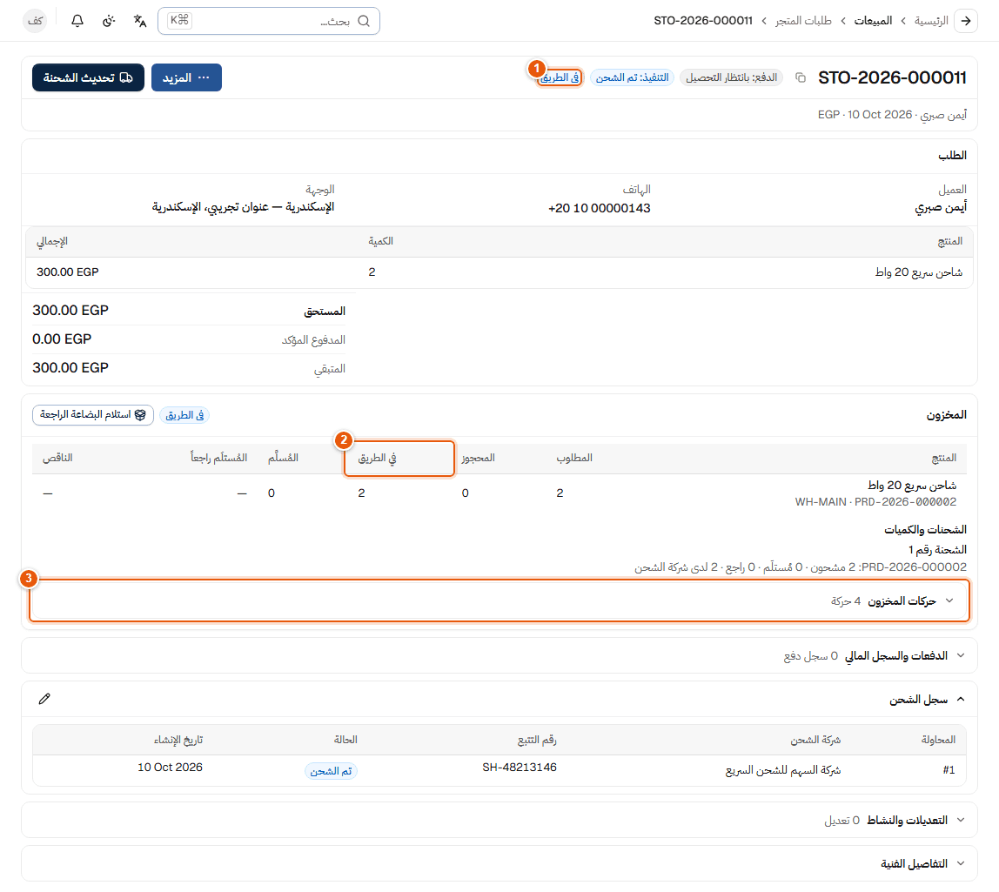 الرئيسية > المبيعات > طلبات المتجر > STO-2026-000011
بحث... ⌘K
كف
STO-2026-000011 الدفع: بانتظار التحصيل التنفيذ: تم الشحن في الطريق 1
المزيد ··· تحديث الشحنة
أيمن صبري · EGP · 10 Oct 2026
الطلب
العميل الهاتف الوجهة
أيمن صبري +20 10 00000143 الإسكندرية — عنوان تجريبي، الإسكندرية
المنتج الكمية الإجمالي
شاحن سريع 20 واط 2 300.00 EGP
المستحق 300.00 EGP
المدفوع المؤكد 0.00 EGP
المتبقي 300.00 EGP
المخزون في الطريق استلام البضاعة الراجعة
2
المنتج المطلوب المحجوز في الطريق المُسلَّم المُستلَم راجعاً الناقص
شاحن سريع 20 واط 2 0 2 0 — —
WH-MAIN · PRD-2026-000002
الشحنات والكميات
الشحنة رقم 1
PRD-2026-000002: 2 مشحون · 0 مُستلَم · 0 راجع · 2 لدى شركة الشحن
3
حركات المخزون 4 حركة
الدفعات والسجل المالي 0 سجل دفع
سجل الشحن
المحاولة شركة الشحن رقم التتبع الحالة تاريخ الإنشاء
#1 شركة السهم للشحن السريع SH-48213146 تم الشحن 10 Oct 2026
التعديلات والنشاط 0 تعديل
التفاصيل الفنية